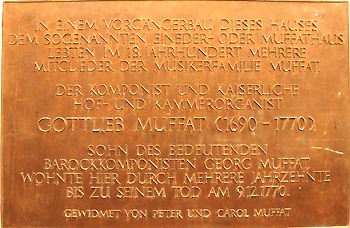 IN EINEM VORGÄNGERBAU DIESES HAUSES
DEM SOGENANNTEN EINEDER- ODER MUFFATHAUS
LEBTEN IM 18. JAHRHUNDERT MEHRERE
MITGLIEDER DER MUSIKERFAMILIE MUFFAT.
DER KOMPONIST UND KAISERLICHE
HOF- UND KAMMERORGANIST
GOTTLIEB MUFFAT (1690-1770),
SOHN DES BEDEUTENDEN
BAROCKKOMPONISTEN GEORG MUFFAT,
WOHNTE HIER DURCH MEHRERE JAHRZEHNTE
BIS ZU SEINEM TOD AM 9.12.1770.
GEWIDMET VON PETER UND CAROL MUFFAT